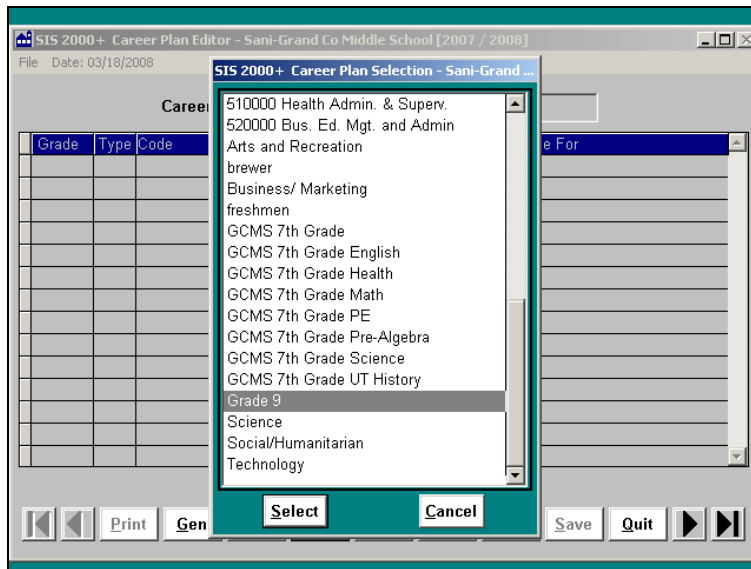 SIS 2000+ Career Plan Editor - Sani-Grand Co Middle School [2007 / 2008]
File Date: 03/18/2008
SIS 2000+ Career Plan Selection - Sani-Grand ...
Career
Grade Type Code
e For
510000 Health Admin. & Superv.
520000 Bus. Ed. Mgt. and Admin
Arts and Recreation
brewer
Business/ Marketing
freshmen
GCMS 7th Grade
GCMS 7th Grade English
GCMS 7th Grade Health
GCMS 7th Grade Math
GCMS 7th Grade PE
GCMS 7th Grade Pre-Algebra
GCMS 7th Grade Science
GCMS 7th Grade UT History
Grade 9
Science
Social/Humanitarian
Technology
Select Cancel
Print Gen Save Quit